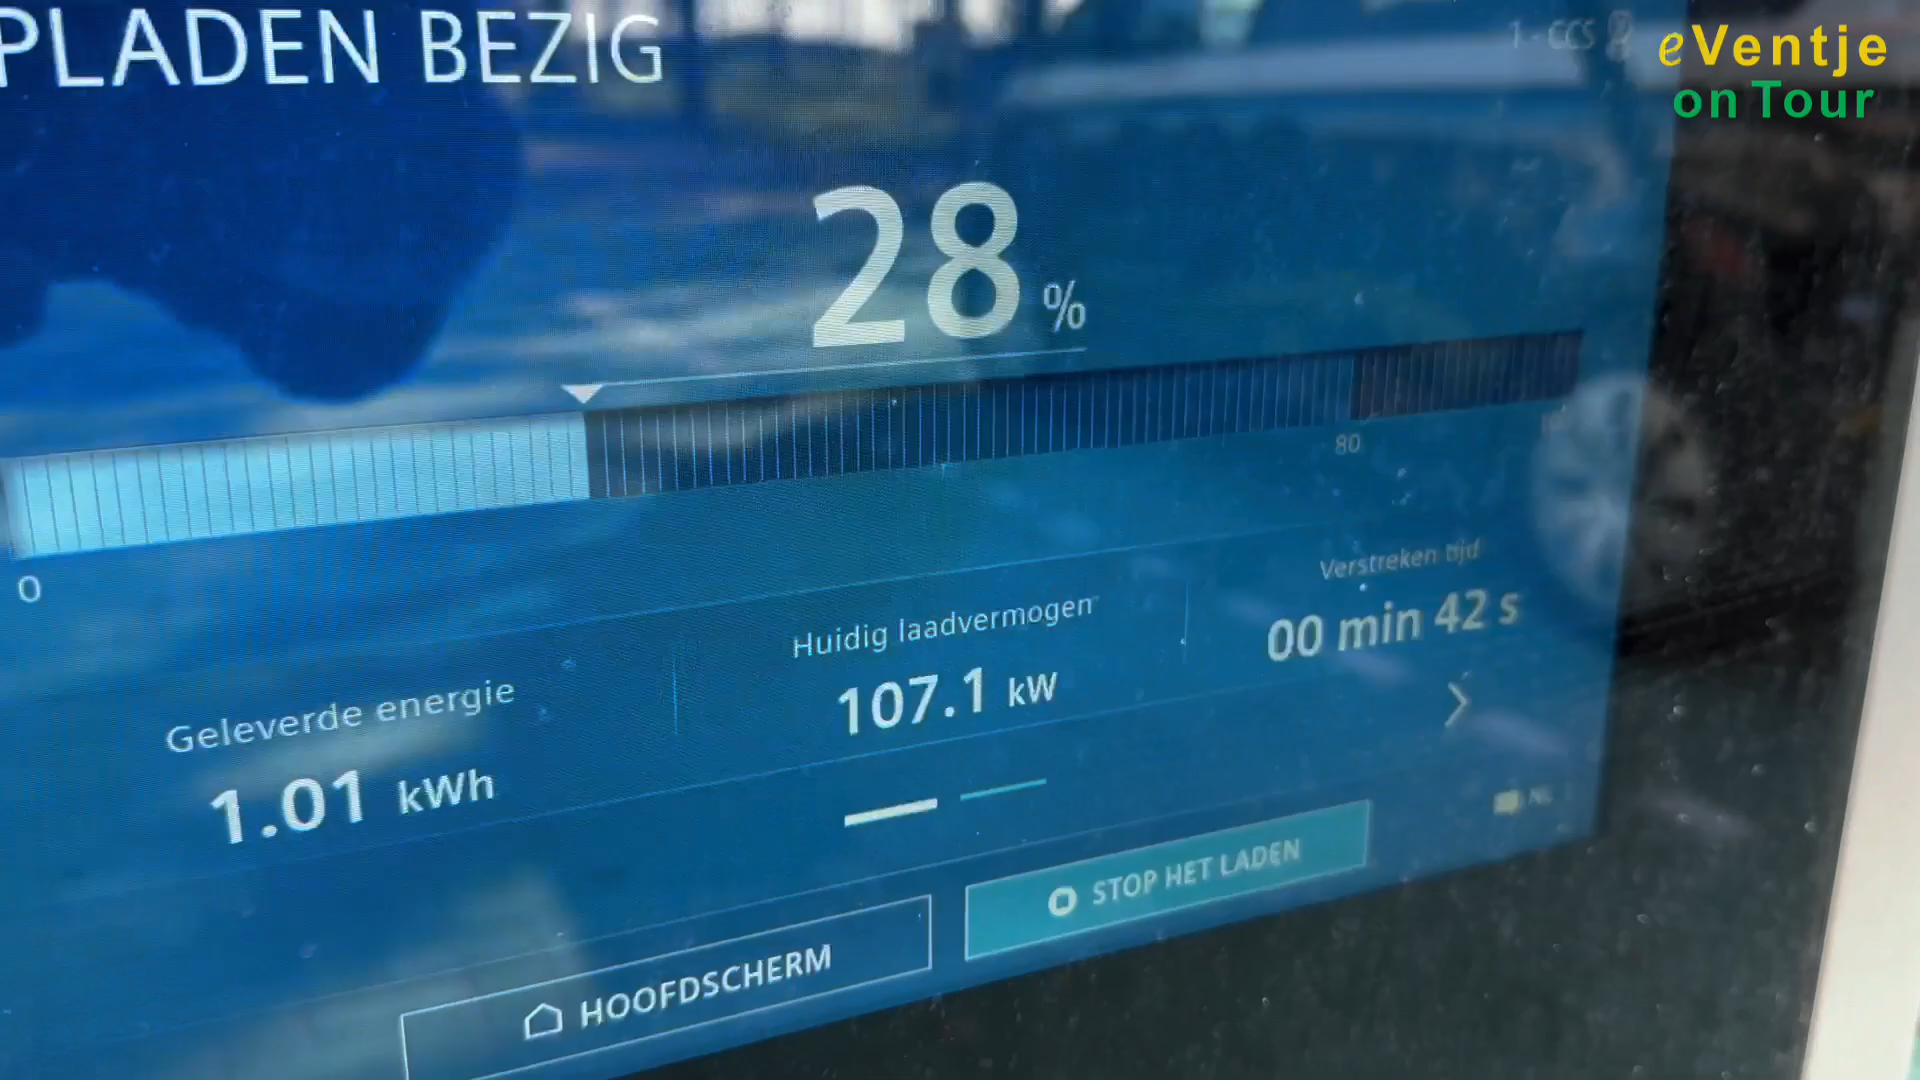 PLADEN BEZIG
1 - CCS
eVentje
on Tour
28 %
80
0
Geleverde energie
1.01 kWh
Huidig laadvermogen
107.1 kW
Verstreken tijd
00 min 42 s
NL
STOP HET LADEN
HOOFDSCHERM